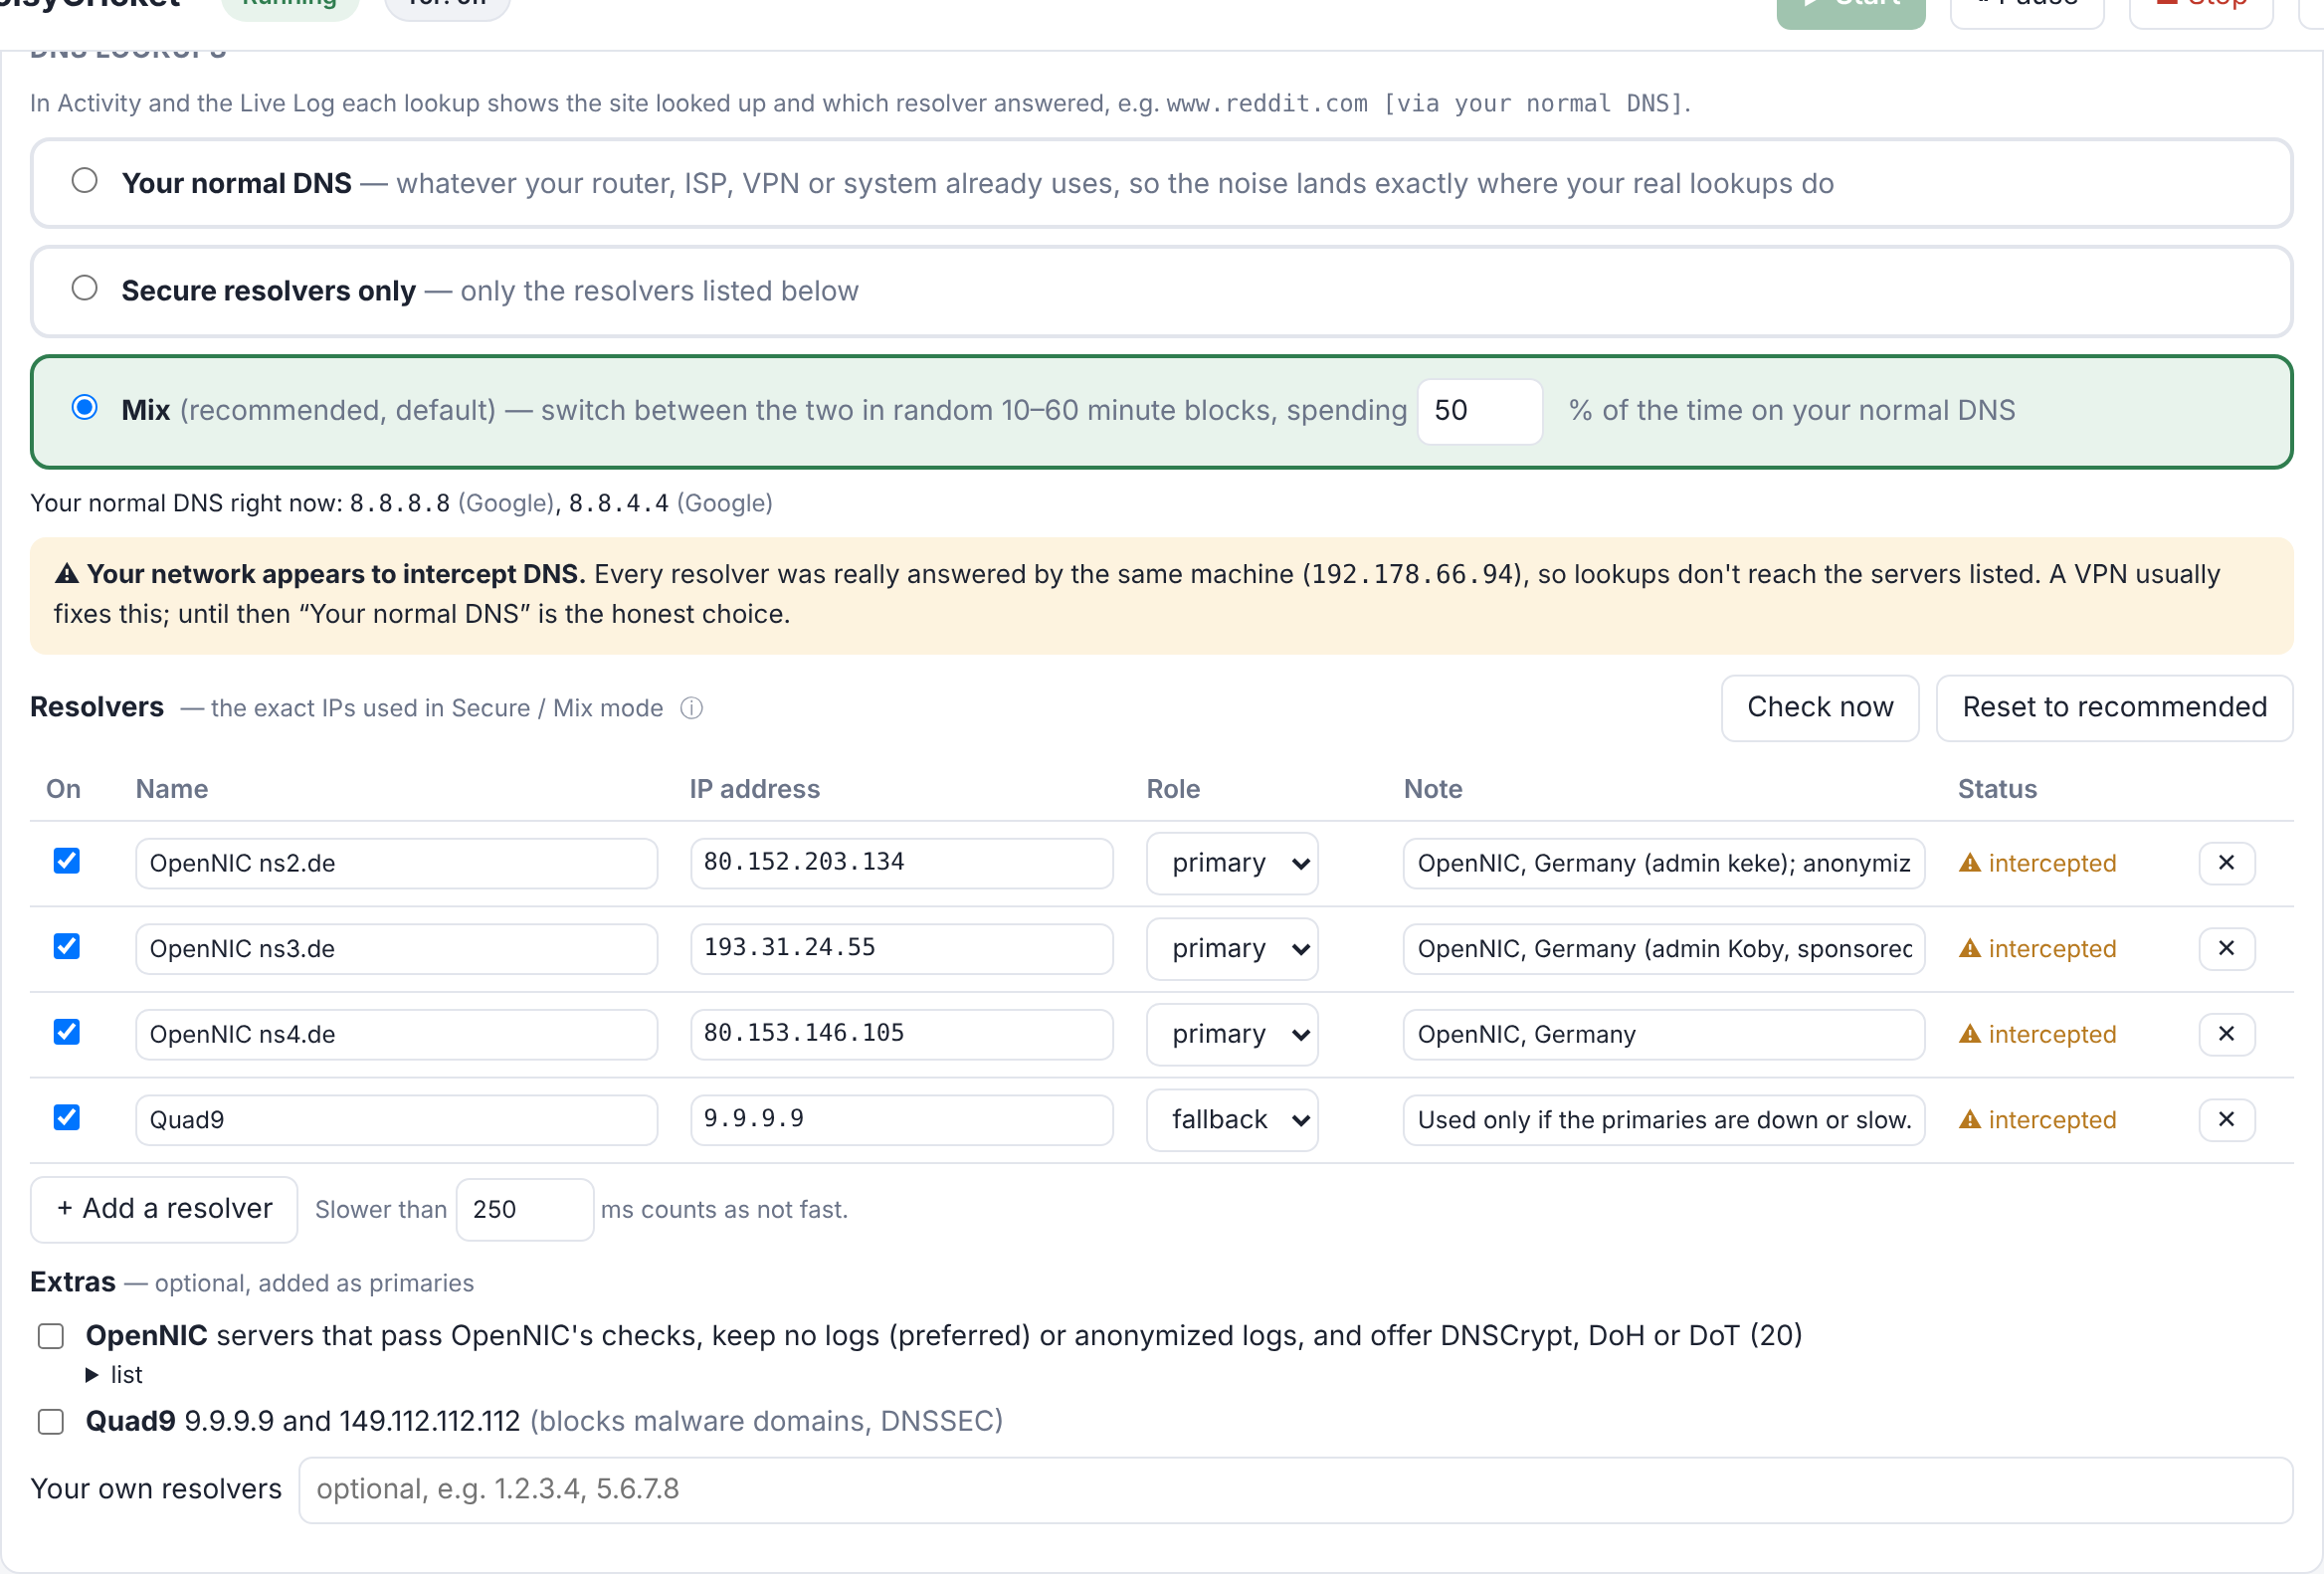 Running
Start
Pause
Stop
DNS LOOKUPS
In Activity and the Live Log each lookup shows the site looked up and which resolver answered, e.g. www.reddit.com [via your normal DNS].
Your normal DNS — whatever your router, ISP, VPN or system already uses, so the noise lands exactly where your real lookups do
Secure resolvers only — only the resolvers listed below
Mix (recommended, default) — switch between the two in random 10–60 minute blocks, spending 50 % of the time on your normal DNS
Your normal DNS right now: 8.8.8.8 (Google), 8.8.4.4 (Google)
⚠ Your network appears to intercept DNS. Every resolver was really answered by the same machine (192.178.66.94), so lookups don't reach the servers listed. A VPN usually
fixes this; until then “Your normal DNS” is the honest choice.
Resolvers — the exact IPs used in Secure / Mix mode ⓘ Check now Reset to recommended
On Name IP address Role Note Status
OpenNIC ns2.de 80.152.203.134 primary OpenNIC, Germany (admin keke); anonymiz ⚠ intercepted ✕
OpenNIC ns3.de 193.31.24.55 primary OpenNIC, Germany (admin Koby, sponsored ⚠ intercepted ✕
OpenNIC ns4.de 80.153.146.105 primary OpenNIC, Germany ⚠ intercepted ✕
Quad9 9.9.9.9 fallback Used only if the primaries are down or slow. ⚠ intercepted ✕
+ Add a resolver Slower than 250 ms counts as not fast.
Extras — optional, added as primaries
OpenNIC servers that pass OpenNIC's checks, keep no logs (preferred) or anonymized logs, and offer DNSCrypt, DoH or DoT (20)
▶ list
Quad9 9.9.9.9 and 149.112.112.112 (blocks malware domains, DNSSEC)
Your own resolvers optional, e.g. 1.2.3.4, 5.6.7.8